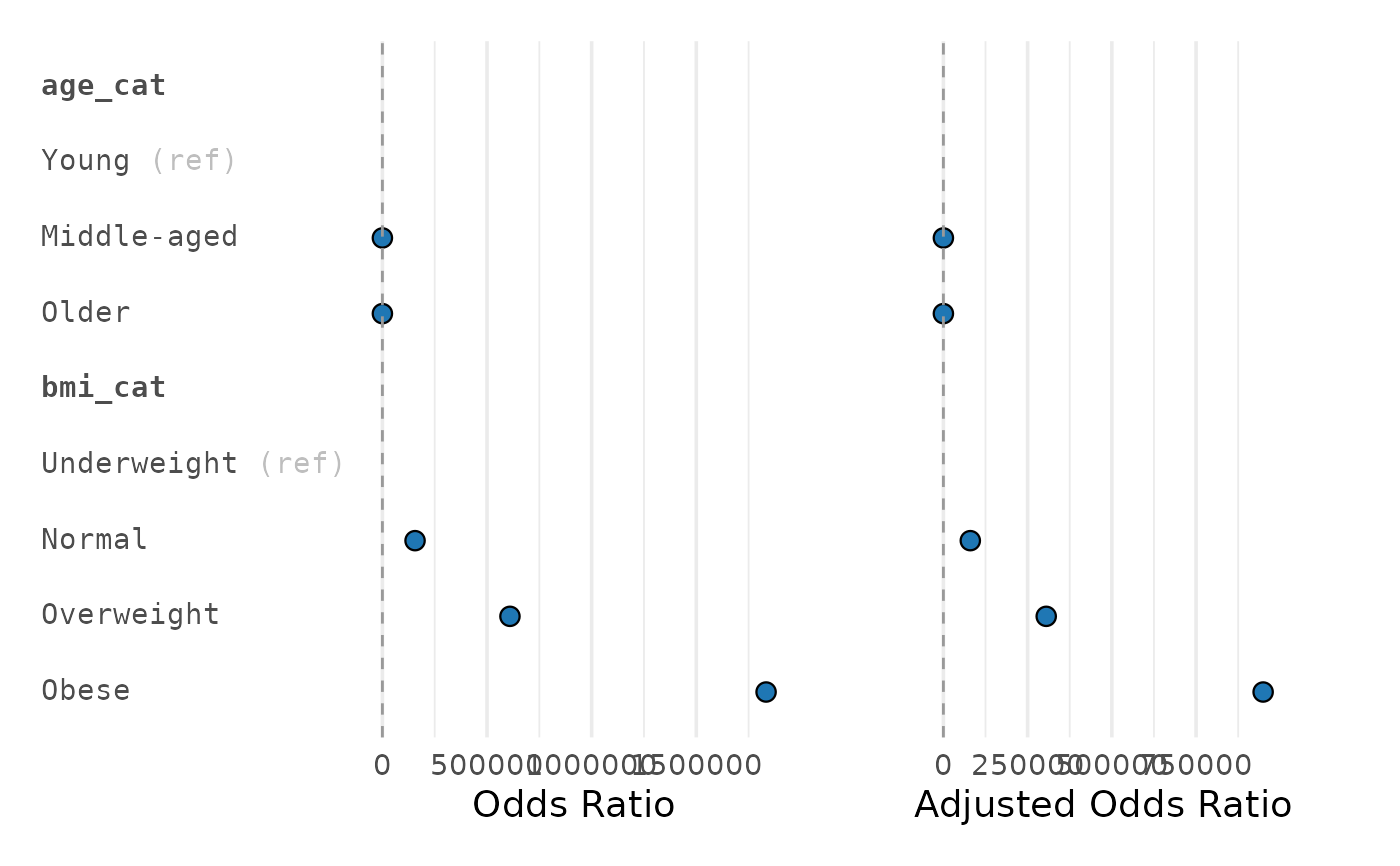 age_cat
Young (ref)
Middle-aged
Older
bmi_cat
Underweight (ref)
Normal
Overweight
Obese
0 500000 1000000 1500000 0 250000 500000 750000
Odds Ratio Adjusted Odds Ratio